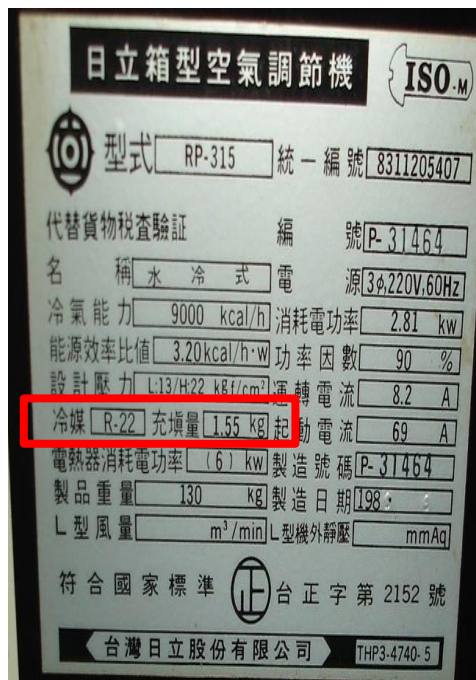 日立箱型空氣調節機 ISO-M
型式 RP-315 統一編號 8311205407
代替貨物稅查驗証 編號 P-31464
名稱 水冷式 電源 3φ,220V,60Hz
冷氣能力 9000 kcal/h 消耗電功率 2.81 kw
能源效率比值 3.20kcal/h·w 功率因數 90 %
設計壓力 L:13/H:22 kgf/cm² 運轉電流 8.2 A
冷媒 R-22 充塡量 1.55 kg 起動電流 69 A
電熱器消耗電功率 (6) kw 製造號碼 P-31464
製品重量 130 kg 製造日期 198
L型風量 m³/min L型機外靜壓 mmAq
符合國家標準 正 台正字第 2152 號
台灣日立股份有限公司 THP3-4740-5